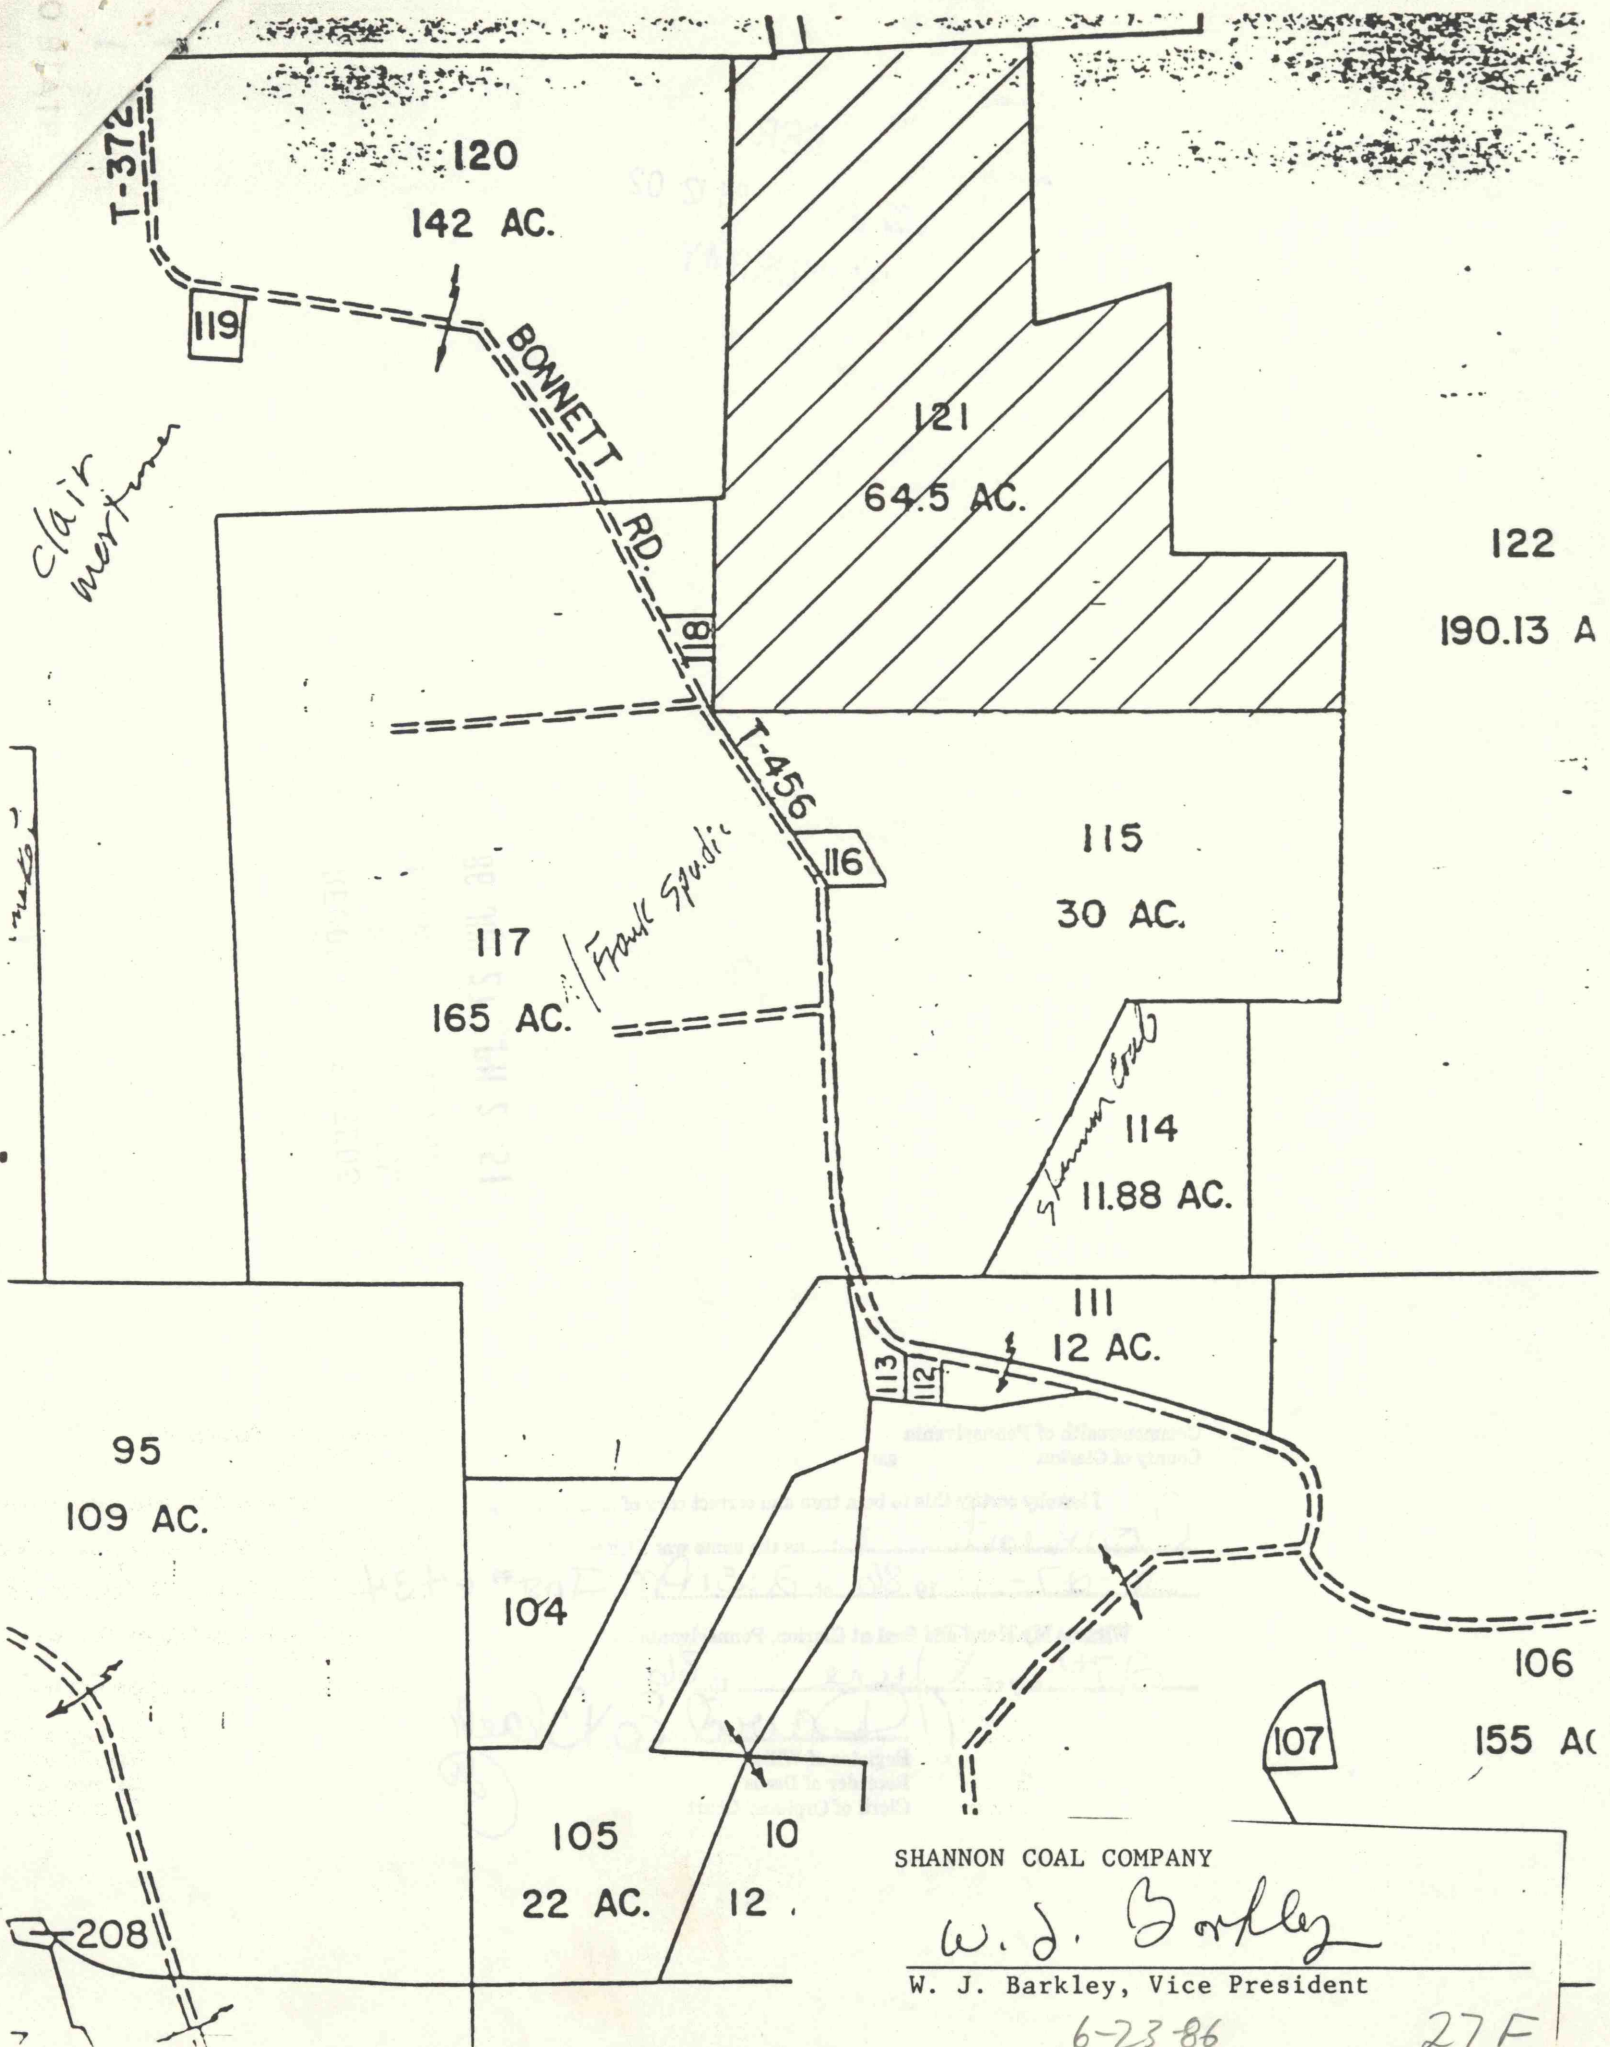 T-372
120
142 AC.
119
BONNETT RD.
121
64.5 AC.
Clair
122
190.13 A
118
T-456
116
115
30 AC.
117
165 AC.
Frank Spudic
Shannon Coal
114
11.88 AC.
111
12 AC.
113
112
95
109 AC.
104
106
155 AC
107
105
22 AC.
10
12
208
SHANNON COAL COMPANY
W. J. Barkley
W. J. Barkley, Vice President
6-23-86
27F